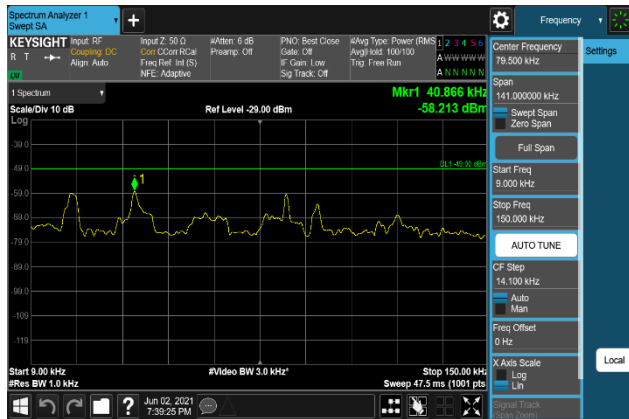 Spectrum Analyzer 1
Swept SA
Frequency
KEYSIGHT
Input: RF
Coupling: DC
Align: Auto
R T
LW
Input Z: 50 Ω
Corr CCorr RCal
Freq Ref: Int (S)
NFE: Adaptive
#Atten: 6 dB
Preamp: Off
PNO: Best Close
Gate: Off
IF Gain: Low
Sig Track: Off
#Avg Type: Power (RMS
Avg|Hold: 100/100
Trig: Free Run
1 2 3 4 5 6
A W W W W W
A N N N N N
1 Spectrum
Scale/Div 10 dB
Log
Ref Level -29.00 dBm
Mkr1 40.866 kHz
-58.213 dBm
DL1 -49.00 dBm
1
-39.0
-49.0
-59.0
-69.0
-79.0
-89.0
-99.0
-109
-119
Start 9.00 kHz
#Res BW 1.0 kHz
#Video BW 3.0 kHz*
Stop 150.00 kHz
Sweep 47.5 ms (1001 pts
Jun 02, 2021
7:39:25 PM
Center Frequency
79.500 kHz
Span
141.000000 kHz
Swept Span
Zero Span
Full Span
Start Freq
9.000 kHz
Stop Freq
150.000 kHz
AUTO TUNE
CF Step
14.100 kHz
Auto
Man
Freq Offset
0 Hz
X Axis Scale
Log
Lin
Signal Track
(Span Zoom)
Settings
Local